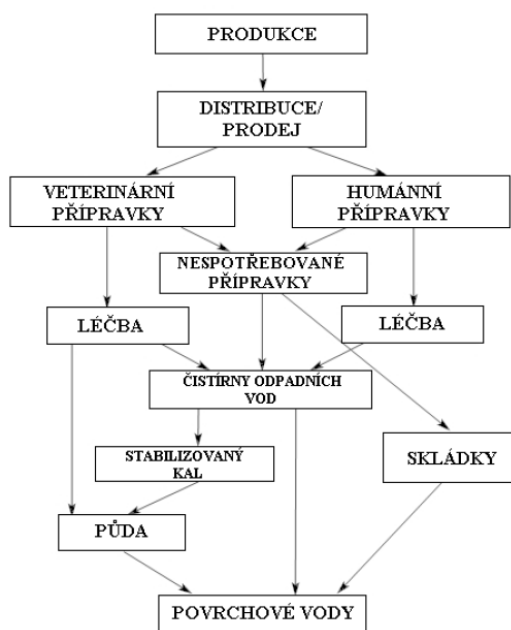 PRODUKCE
DISTRIBUCE/
PRODEJ
VETERINÁRNÍ
PŘÍPRAVKY
HUMÁNNÍ
PŘÍPRAVKY
NESPOTŘEBOVANÉ
PŘÍPRAVKY
LÉČBA
LÉČBA
ČISTÍRNY ODPADNÍCH
VOD
STABILIZOVANÝ
KAL
SKLÁDKY
PŮDA
POVRCHOVÉ VODY